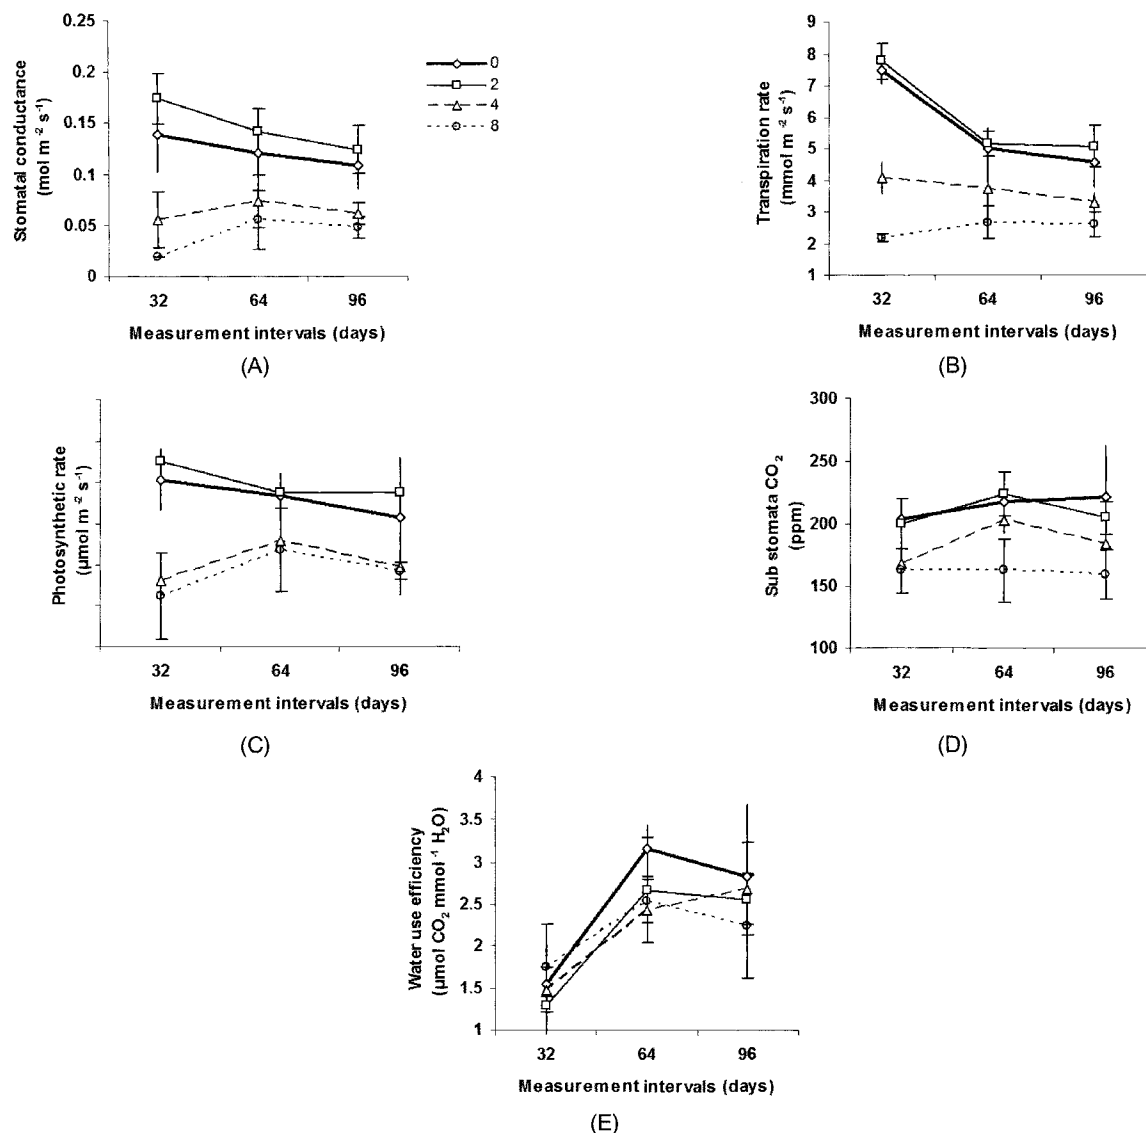 0.25
0.2
0.15
0.1
0.05
0
Stomatal conductance
(mol m⁻² s⁻¹)
32 64 96
Measurement intervals (days)
(A)
0
2
4
8
9
8
7
6
5
4
3
2
1
Transpiration rate
(mmol m⁻² s⁻¹)
32 64 96
Measurement intervals (days)
(B)
Photosynthetic rate
(µmol m⁻² s⁻¹)
32 64 96
Measurement intervals (days)
(C)
300
250
200
150
100
Sub stomata CO₂
(ppm)
32 64 96
Measurement intervals (days)
(D)
4
3.5
3
2.5
2
1.5
1
Water use efficiency
(µmol CO₂ mmol⁻¹ H₂O)
32 64 96
Measurement intervals (days)
(E)